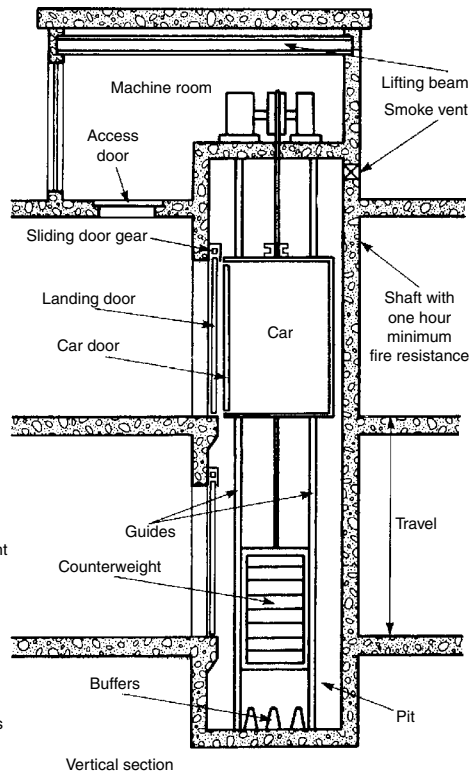 Machine room
Lifting beam
Smoke vent
Access
door
Sliding door gear
Landing door
Car door
Car
Shaft with
one hour
minimum
fire resistance
Guides
Travel
nt
Counterweight
Buffers
Pit
s
Vertical section